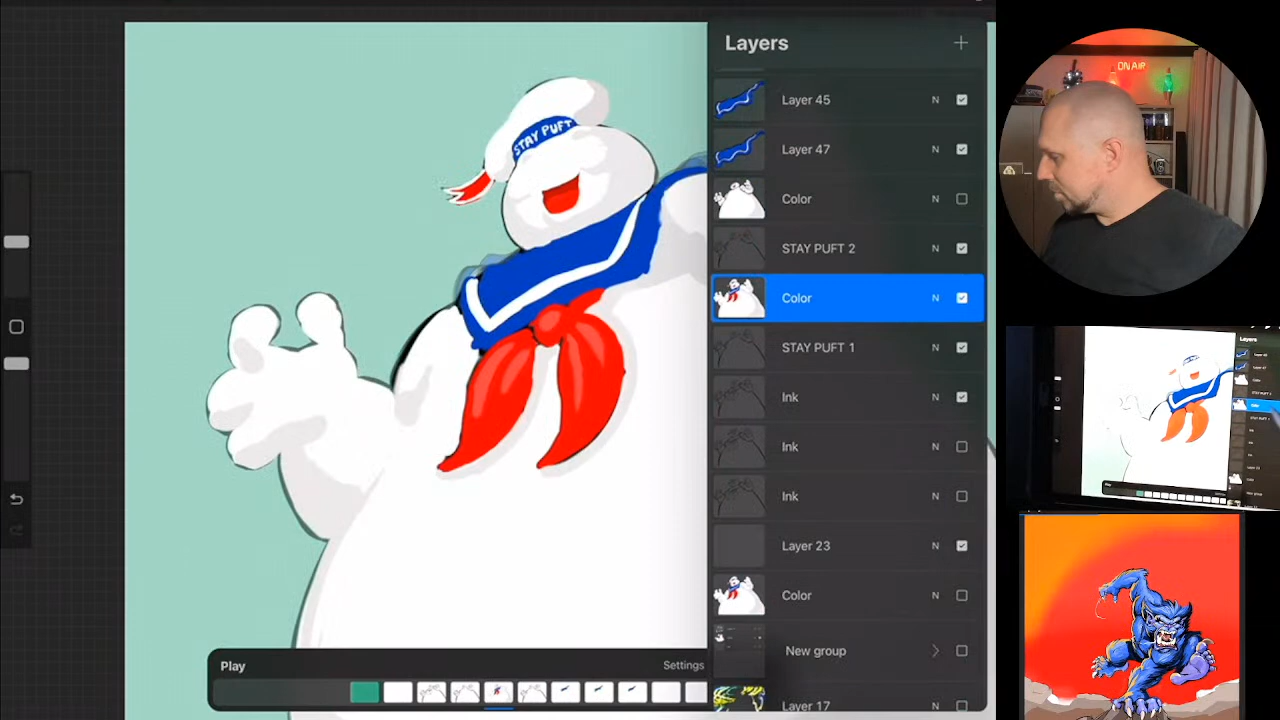 Layers
STAY PUFT
Layer 45 N
Layer 47 N
Color N
STAY PUFT 2 N
Color N
STAY PUFT 1 N
Ink N
Ink N
Ink N
Layer 23 N
Color N
New group
Layer 17 N
Play Settings
ON AIR
Layers